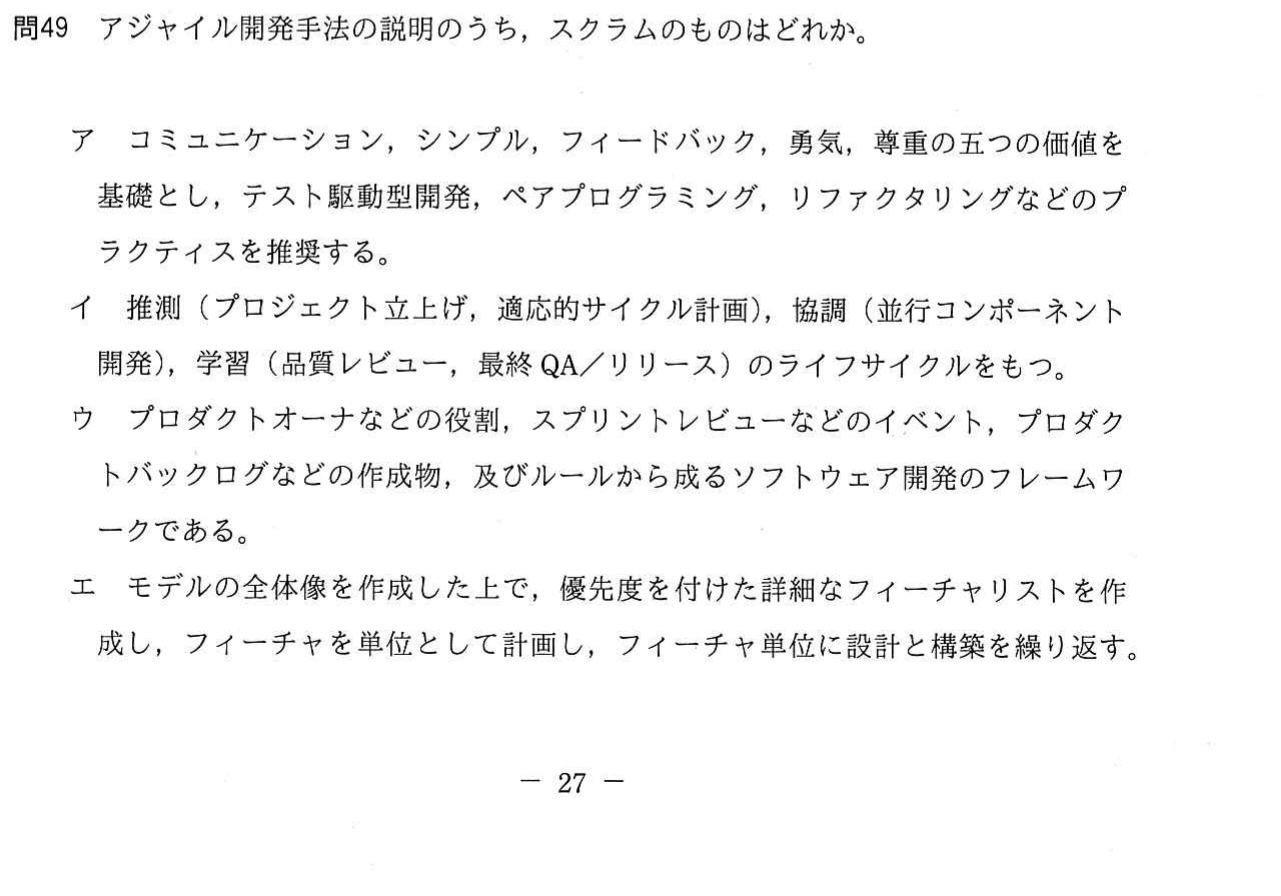 問49 アジャイル開発手法の説明のうち，スクラムのものはどれか。
ア コミュニケーション，シンプル，フィードバック，勇気，尊重の五つの価値を
基礎とし，テスト駆動型開発，ペアプログラミング，リファクタリングなどのプ
ラクティスを推奨する。
イ 推測（プロジェクト立上げ，適応的サイクル計画），協調（並行コンポーネント
開発），学習（品質レビュー，最終 QA／リリース）のライフサイクルをもつ。
ウ プロダクトオーナなどの役割，スプリントレビューなどのイベント，プロダク
トバックログなどの作成物，及びルールから成るソフトウェア開発のフレームワ
ークである。
エ モデルの全体像を作成した上で，優先度を付けた詳細なフィーチャリストを作
成し，フィーチャを単位として計画し，フィーチャ単位に設計と構築を繰り返す。
－ 27 －